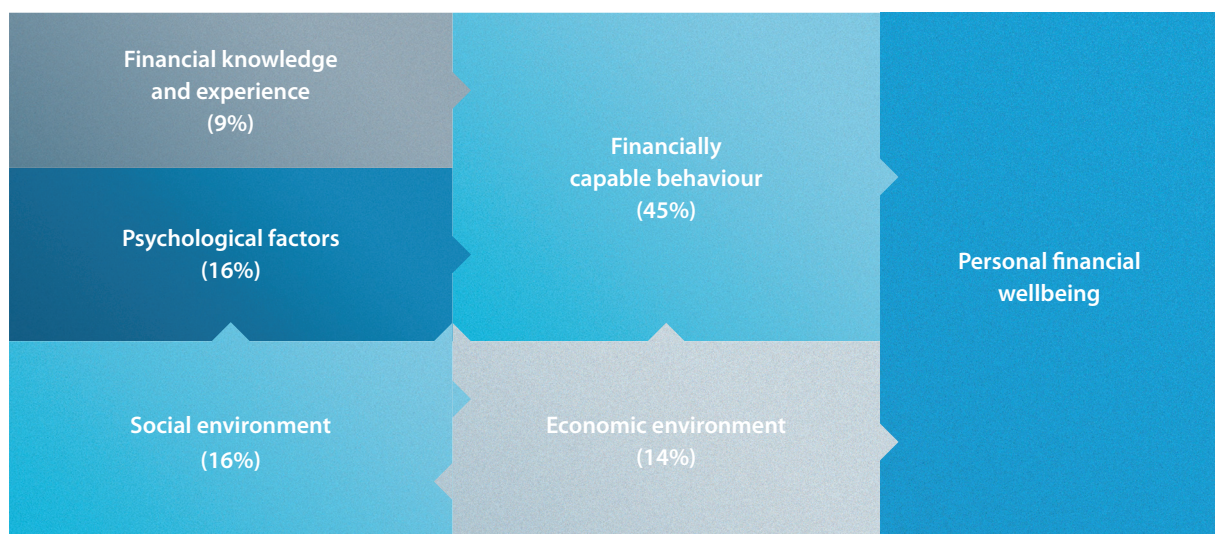 Financial knowledge
and experience
(9%)
Psychological factors
(16%)
Social environment
(16%)
Financially
capable behaviour
(45%)
Economic environment
(14%)
Personal financial
wellbeing